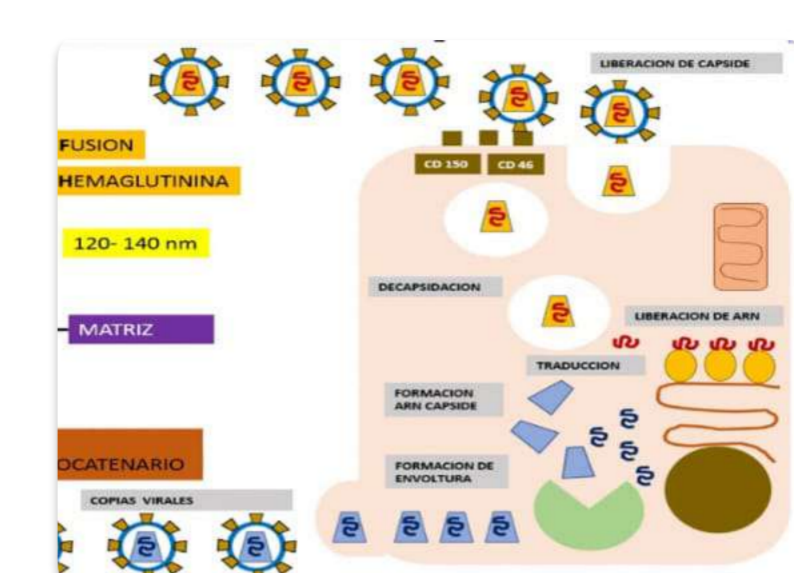 LIBERACION DE CAPSIDE
FUSION
HEMAGLUTININA
CD 150
CD 46
120- 140 nm
DECAPSIDACION
LIBERACION DE ARN
MATRIZ
TRADUCCION
FORMACION
ARN CAPSIDE
OCATENARIO
FORMACION DE
ENVOLTURA
COPIAS VIRALES